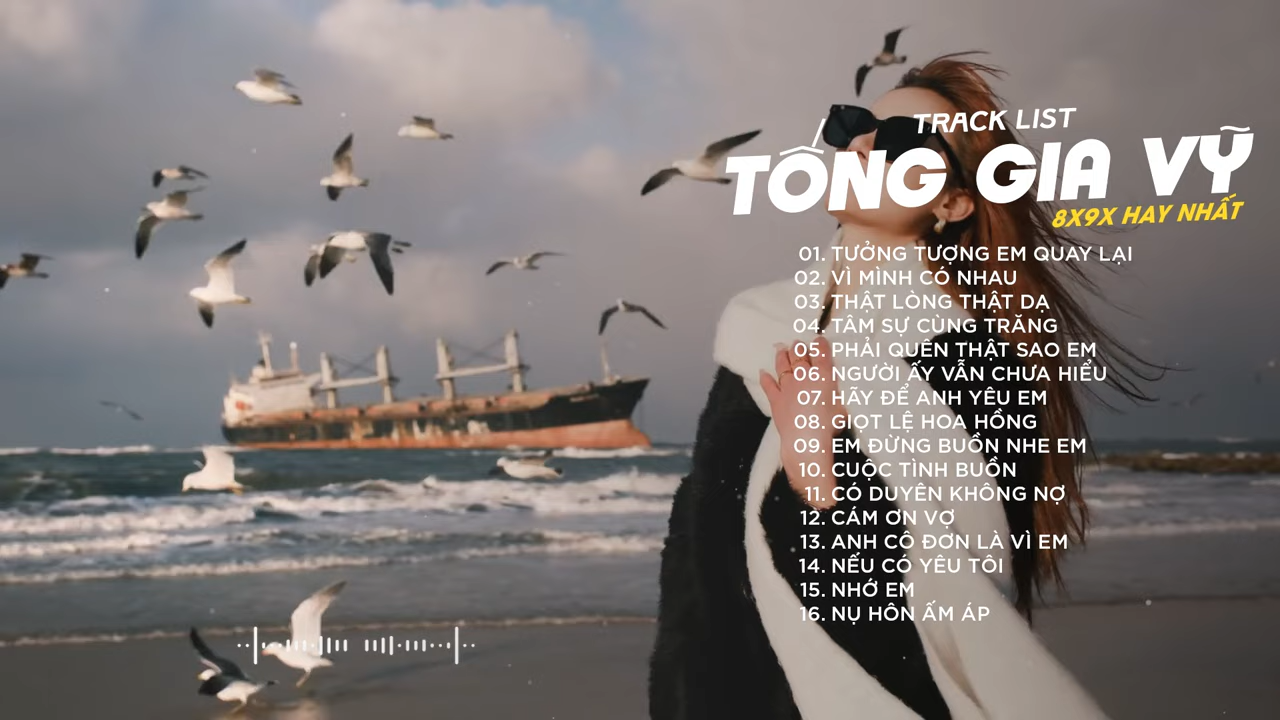 TRACK LIST
TỐNG GIA VỸ
8X9X HAY NHẤT
01. TƯỞNG TƯỢNG EM QUAY LẠI
02. VÌ MÌNH CÓ NHAU
03. THẬT LÒNG THẬT DẠ
04. TÂM SỰ CÙNG TRĂNG
05. PHẢI QUÊN THẬT SAO EM
06. NGƯỜI ẤY VẪN CHƯA HIỂU
07. HÃY ĐỂ ANH YÊU EM
08. GIỌT LỆ HOA HỒNG
09. EM ĐỪNG BUỒN NHE EM
10. CUỘC TÌNH BUỒN
11. CÓ DUYÊN KHÔNG NỢ
12. CÁM ƠN VỢ
13. ANH CÔ ĐƠN LÀ VÌ EM
14. NẾU CÓ YÊU TÔI
15. NHỚ EM
16. NỤ HÔN ẤM ÁP